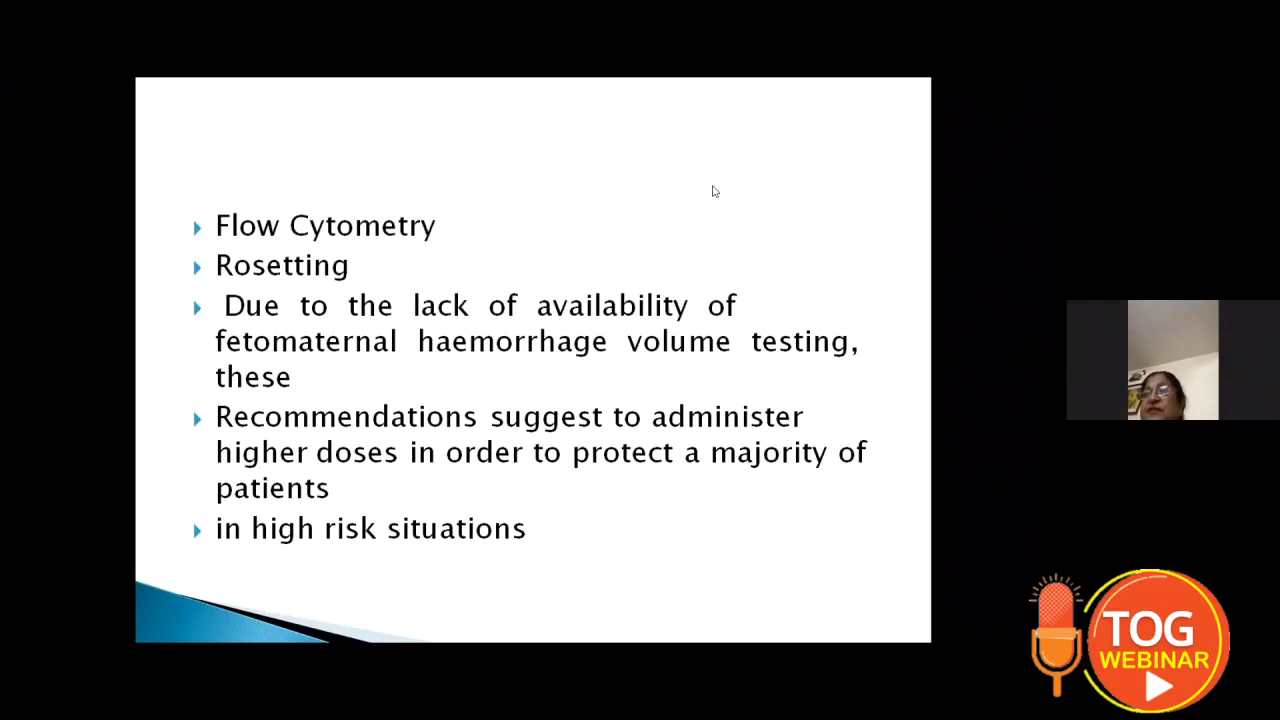 Flow Cytometry
Rosetting
Due to the lack of availability of
fetomaternal haemorrhage volume testing,
these
Recommendations suggest to administer
higher doses in order to protect a majority of
patients
in high risk situations
TOG
WEBINAR